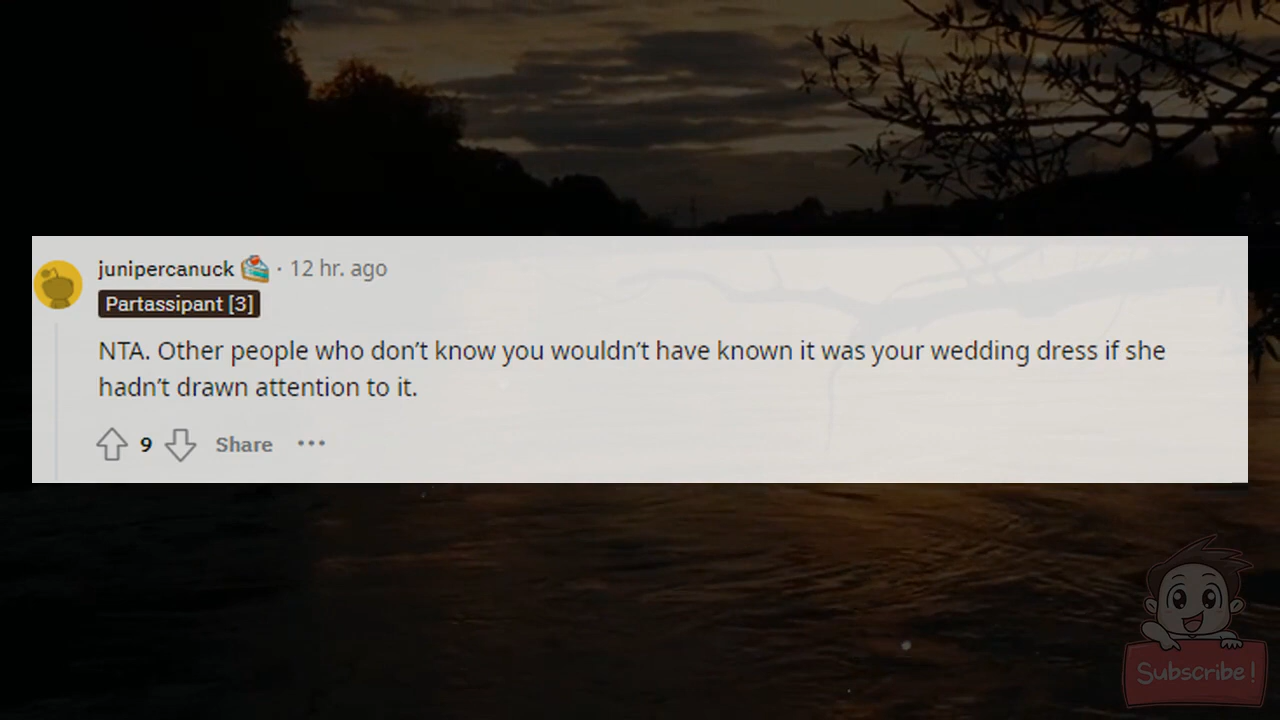 junipercanuck · 12 hr. ago
Partassipant [3]
NTA. Other people who don’t know you wouldn’t have known it was your wedding dress if she
hadn’t drawn attention to it.
9 Share ···
Subscribe!